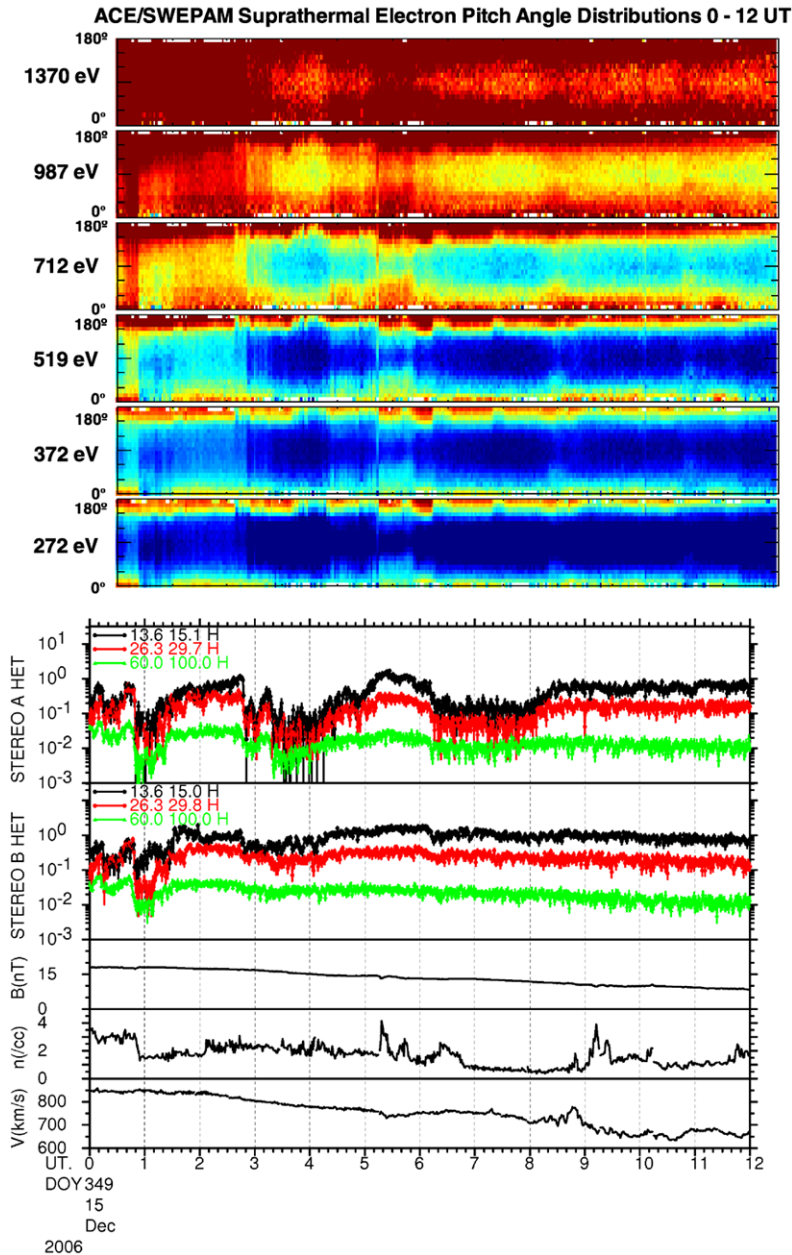 ACE/SWEPAM Suprathermal Electron Pitch Angle Distributions 0 - 12 UT
180º
1370 eV
0º
180º
987 eV
0º
180º
712 eV
0º
180º
519 eV
0º
180º
372 eV
0º
180º
272 eV
0º
STEREO A HET
10¹
10⁰
10⁻¹
10⁻²
10⁻³
13.6 15.1 H
26.3 29.7 H
60.0 100.0 H
STEREO B HET
10⁰
10⁻¹
10⁻²
10⁻³
13.6 15.0 H
26.3 29.8 H
60.0 100.0 H
B(nT)
15
0
n(/cc)
4
2
0
V(km/s)
800
700
600
UT. 0 1 2 3 4 5 6 7 8 9 10 11 12
DOY 349
15
Dec
2006